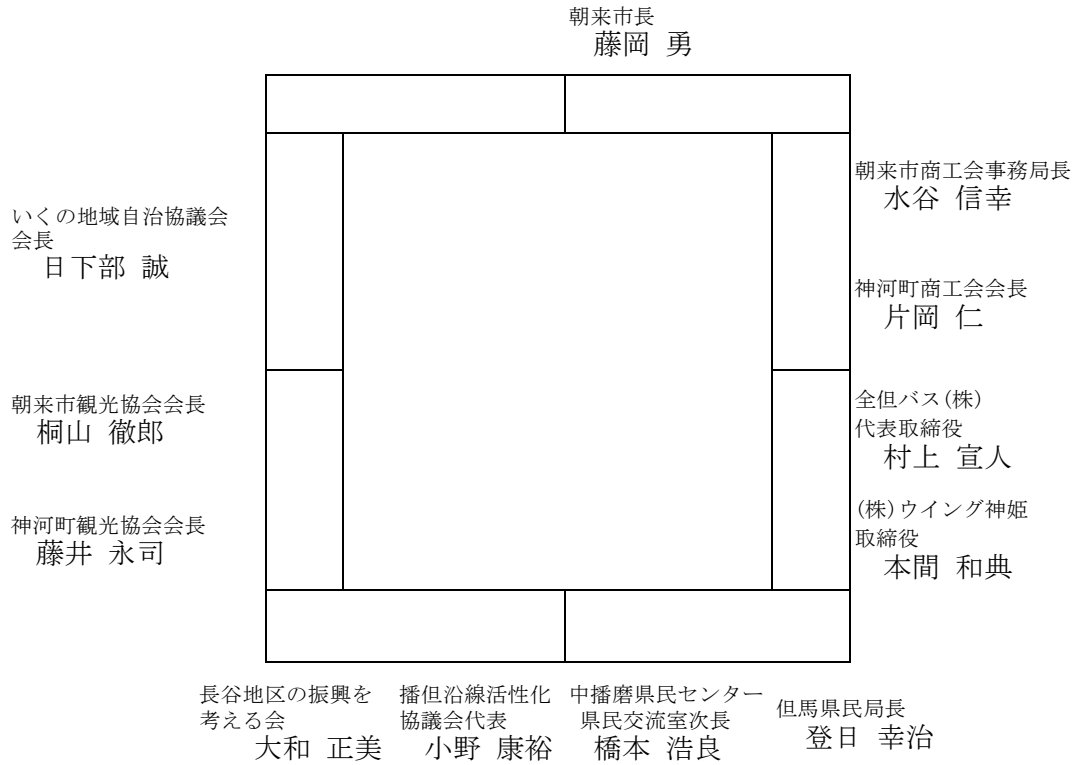 朝来市長
藤岡 勇
いくの地域自治協議会
会長
日下部 誠
朝来市観光協会会長
桐山 徹郎
神河町観光協会会長
藤井 永司
朝来市商工会事務局長
水谷 信幸
神河町商工会会長
片岡 仁
全但バス(株)
代表取締役
村上 宣人
(株)ウイング神姫
取締役
本間 和典
長谷地区の振興を
考える会
大和 正美
播但沿線活性化
協議会代表
小野 康裕
中播磨県民センター
県民交流室次長
橋本 浩良
但馬県民局長
登日 幸治